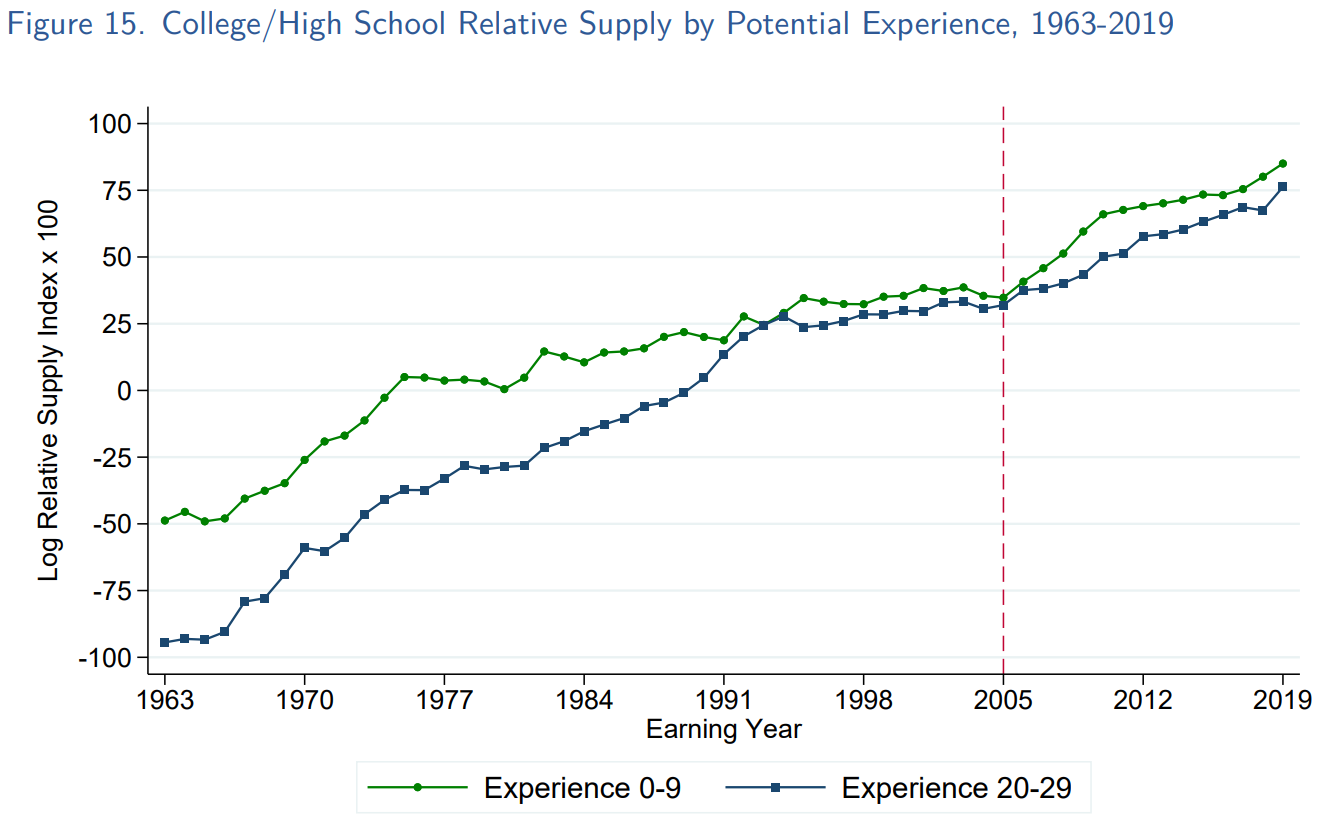 Figure 15. College/High School Relative Supply by Potential Experience, 1963-2019
Log Relative Supply Index x 100
100
75
50
25
0
-25
-50
-75
-100
1963 1970 1977 1984 1991 1998 2005 2012 2019
Earning Year
Experience 0-9 Experience 20-29